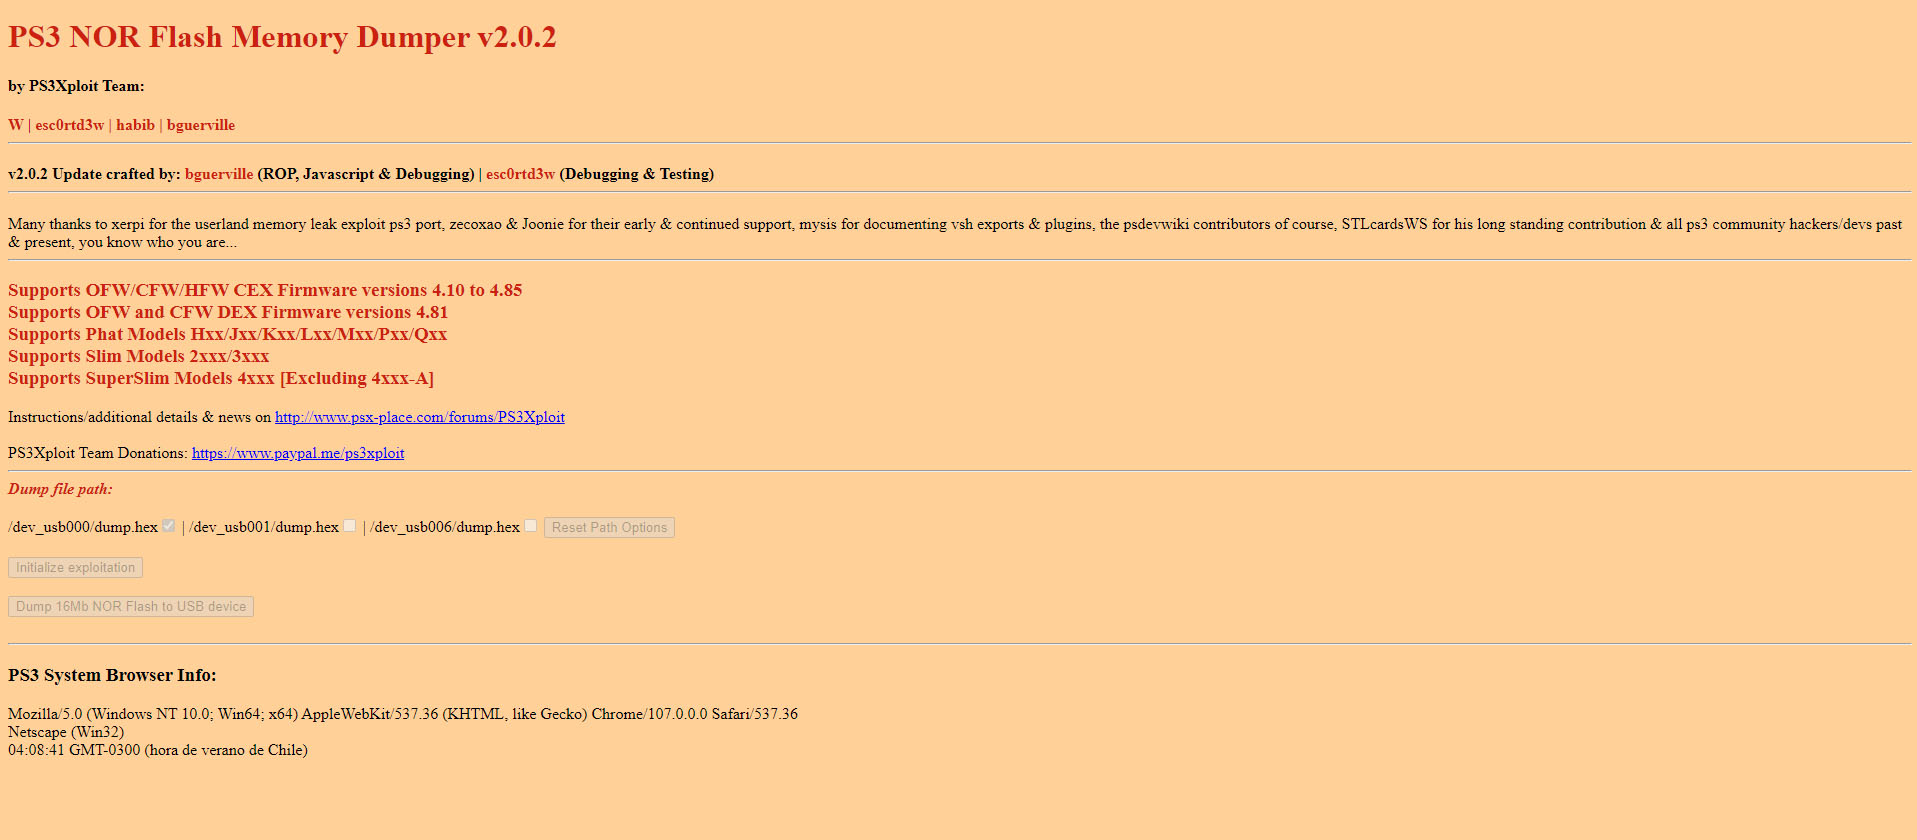 PS3 NOR Flash Memory Dumper v2.0.2
by PS3Xploit Team:
W | esc0rtd3w | habib | bguerville
v2.0.2 Update crafted by: bguerville (ROP, Javascript & Debugging) | esc0rtd3w (Debugging & Testing)
Many thanks to xerpi for the userland memory leak exploit ps3 port, zecoxao & Joonie for their early & continued support, mysis for documenting vsh exports & plugins, the psdevwiki contributors of course, STLcardsWS for his long standing contribution & all ps3 community hackers/devs past
& present, you know who you are...
Supports OFW/CFW/HFW CEX Firmware versions 4.10 to 4.85
Supports OFW and CFW DEX Firmware versions 4.81
Supports Phat Models Hxx/Jxx/Kxx/Lxx/Mxx/Pxx/Qxx
Supports Slim Models 2xxx/3xxx
Supports SuperSlim Models 4xxx [Excluding 4xxx-A]
Instructions/additional details & news on http://www.psx-place.com/forums/PS3Xploit
PS3Xploit Team Donations: https://www.paypal.me/ps3xploit
Dump file path:
/dev_usb000/dump.hex | /dev_usb001/dump.hex | /dev_usb006/dump.hex Reset Path Options
Initialize exploitation
Dump 16Mb NOR Flash to USB device
PS3 System Browser Info:
Mozilla/5.0 (Windows NT 10.0; Win64; x64) AppleWebKit/537.36 (KHTML, like Gecko) Chrome/107.0.0.0 Safari/537.36
Netscape (Win32)
04:08:41 GMT-0300 (hora de verano de Chile)